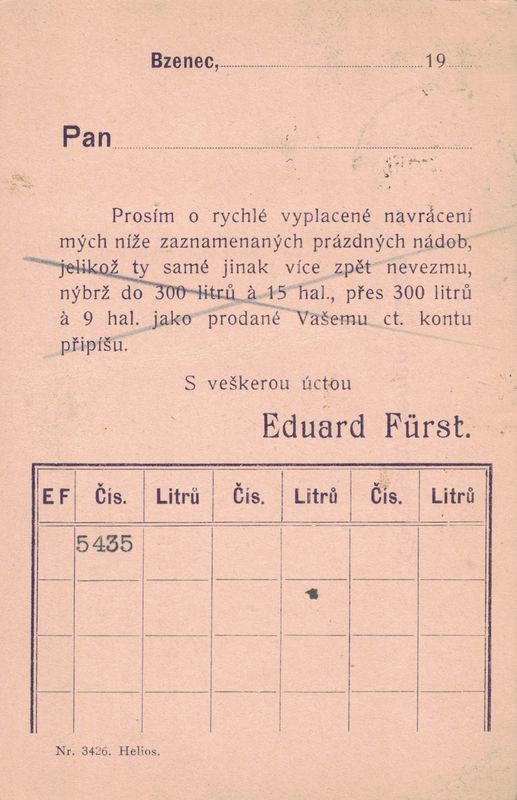 Bzenec, 19
Pan
Prosím o rychlé vyplacené navrácení
mých níže zaznamenaných prázdných nádob,
jelikož ty samé jinak více zpět nevezmu,
nýbrž do 300 litrů à 15 hal., přes 300 litrů
à 9 hal. jako prodané Vašemu ct. kontu
připíšu.
S veškerou úctou
Eduard Fürst.
EF Čís. Litrů Čís. Litrů Čís. Litrů
5435
Nr. 3426. Helios.